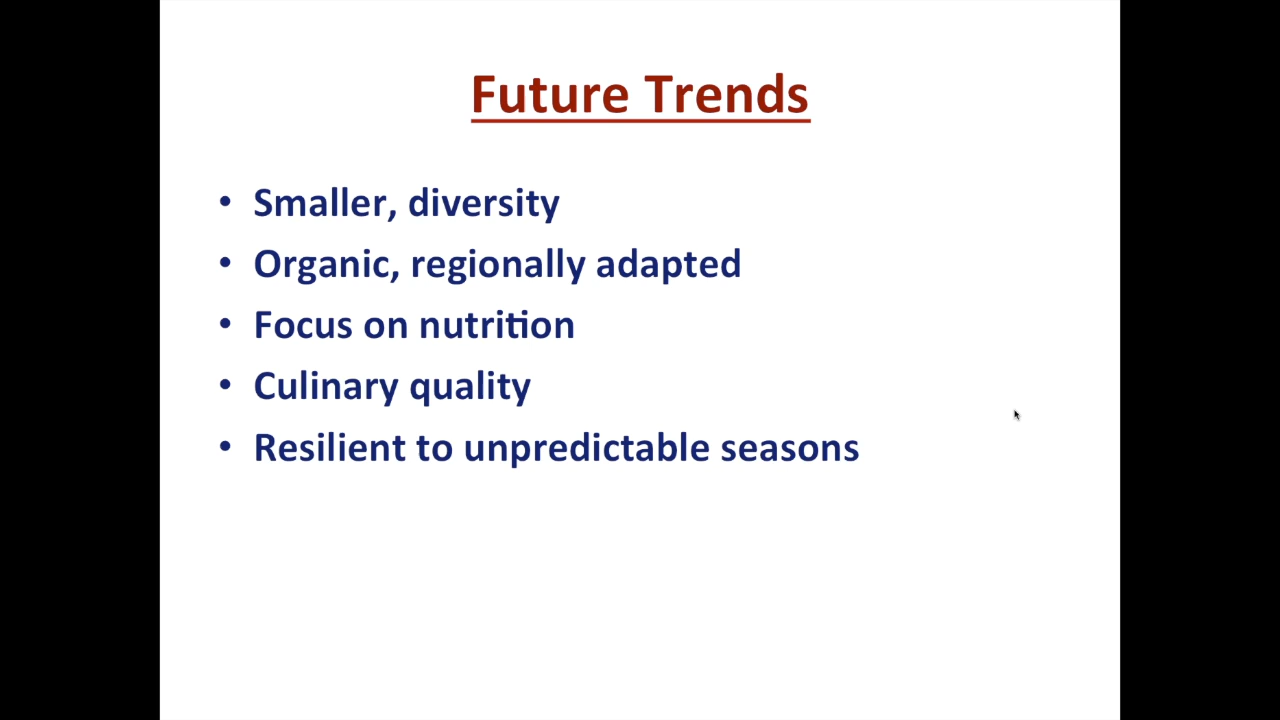 Future Trends
• Smaller, diversity
• Organic, regionally adapted
• Focus on nutrition
• Culinary quality
• Resilient to unpredictable seasons